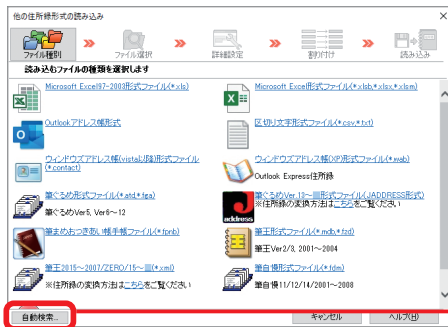 他の住所録形式の読み込み
ファイル種別
ファイル選択
詳細設定
割り付け
読み込み
読み込むファイルの種類を選択します
Microsoft Excel97-2003形式ファイル(*.xls)
Microsoft Excel形式ファイル(*.xlsb,*.xlsx,*.xlsm)
Outlookアドレス帳形式
区切り文字形式ファイル(*.csv,*.txt)
ウィンドウズアドレス帳(vista以降)形式ファイル
(*.contact)
ウィンドウズアドレス帳(XP)形式ファイル(*.wab)
Outlook Express住所録
筆ぐるめ形式ファイル(*.atd,*.fga)
筆ぐるめVer5, Ver6～12
筆ぐるめVer.13～Ⅲ形式ファイル(JADDRESS形式)
※住所録の変換方法はこちらをご覧ください
address
筆まめおつきあい帳手帳ファイル(*.fpnb)
筆王形式ファイル(*.mdb,*.fzd)
筆王Ver2/3, 2001～2004
筆王2015～2007/ZERO/15～Ⅲ(*.xml)
※住所録の変換方法はこちらをご覧ください
筆自慢形式ファイル(*.fdm)
筆自慢11/12/14/2001～2008
自動検索...
キャンセル
ヘルプ(H)